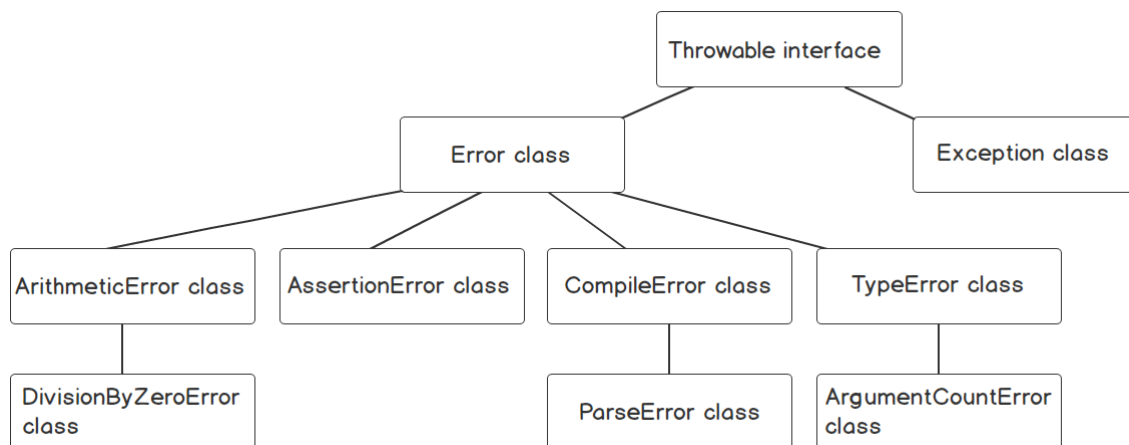 Throwable interface
Error class
Exception class
ArithmeticError class
AssertionError class
CompileError class
TypeError class
DivisionByZeroError
class
ParseError class
ArgumentCountError
class